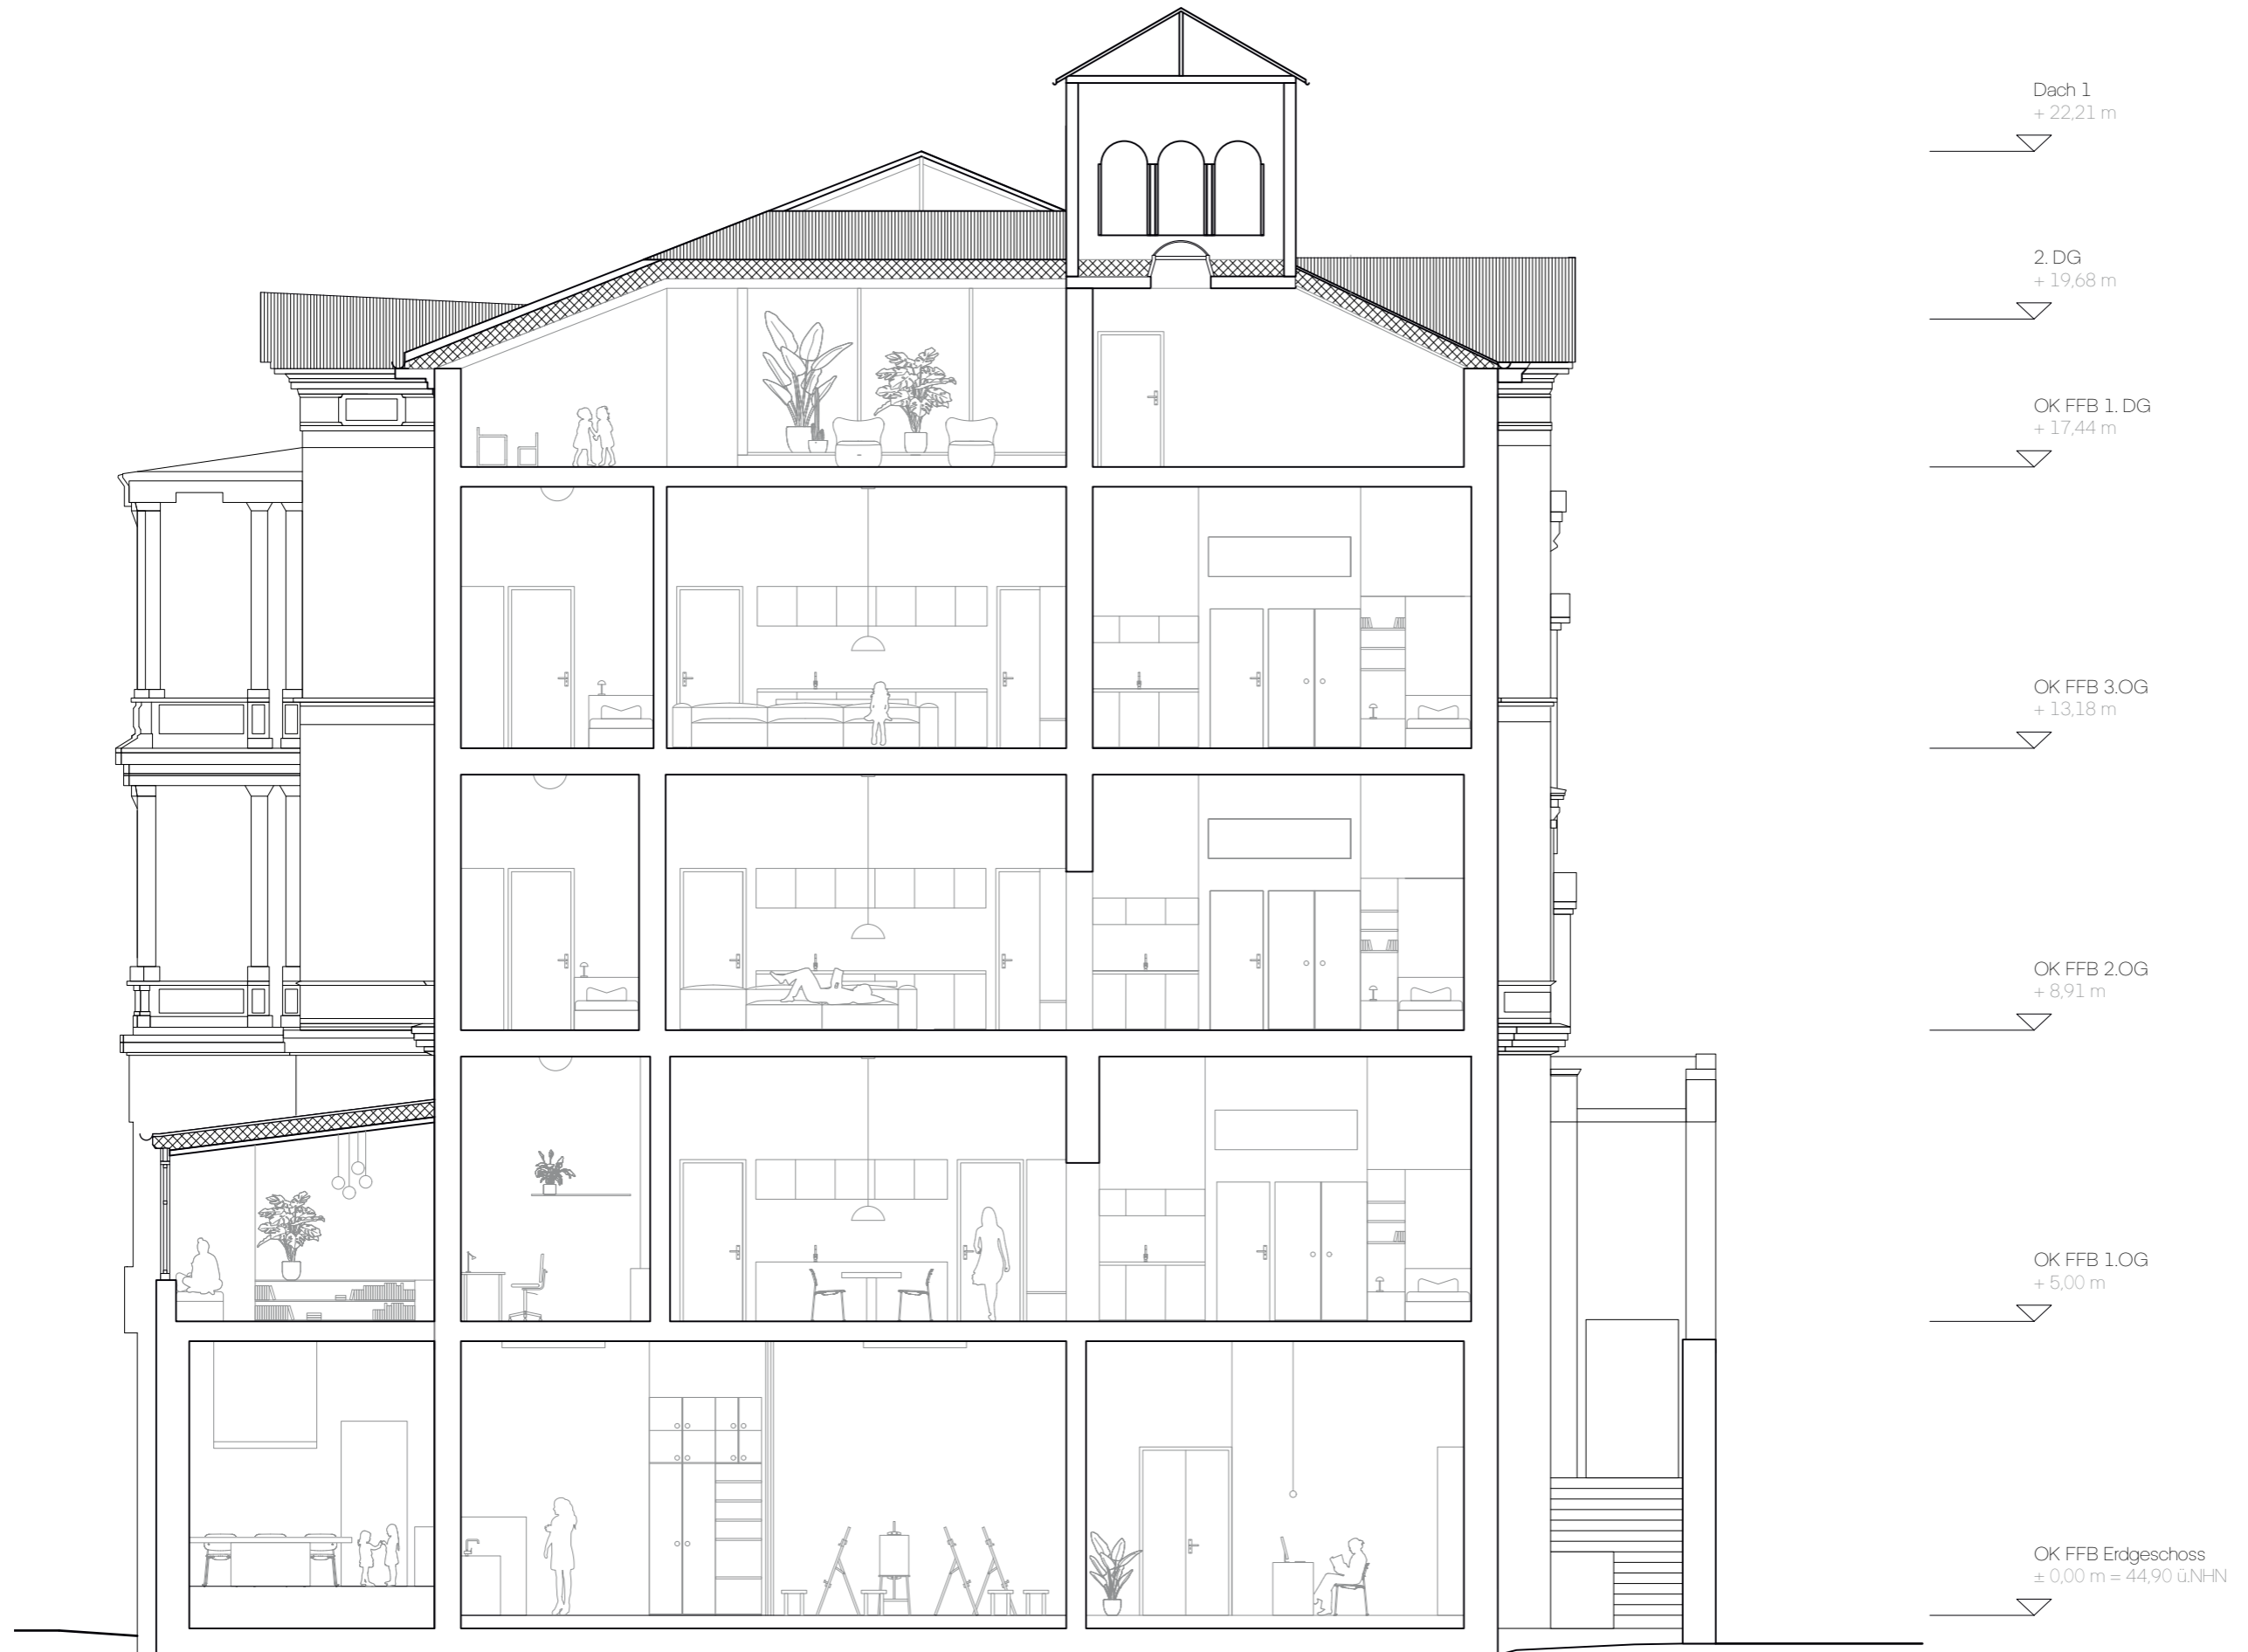 Dach 1
+ 22,21 m
2. DG
+ 19,68 m
OK FFB 1. DG
+ 17,44 m
OK FFB 3.OG
+ 13,18 m
OK FFB 2.OG
+ 8,91 m
OK FFB 1.OG
+ 5,00 m
OK FFB Erdgeschoss
± 0,00 m = 44,90 ü.NHN